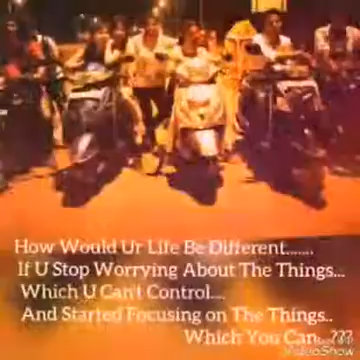 How Would Ur Life Be Different.......
If U Stop Worrying About The Things...
Which U Can't Control....
And Started Focusing on The Things..
Which You Can...???
VideoShow